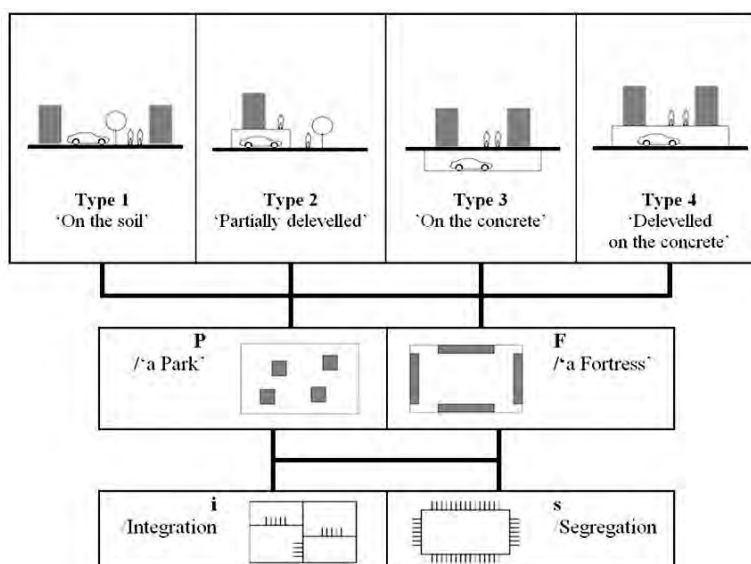 Type 1
‘On the soil’
Type 2
‘Partially delevelled’
Type 3
‘On the concrete’
Type 4
‘Delevelled
on the concrete’
P
/‘a Park’
F
/‘a Fortress’
i
/Integration
s
/Segregation